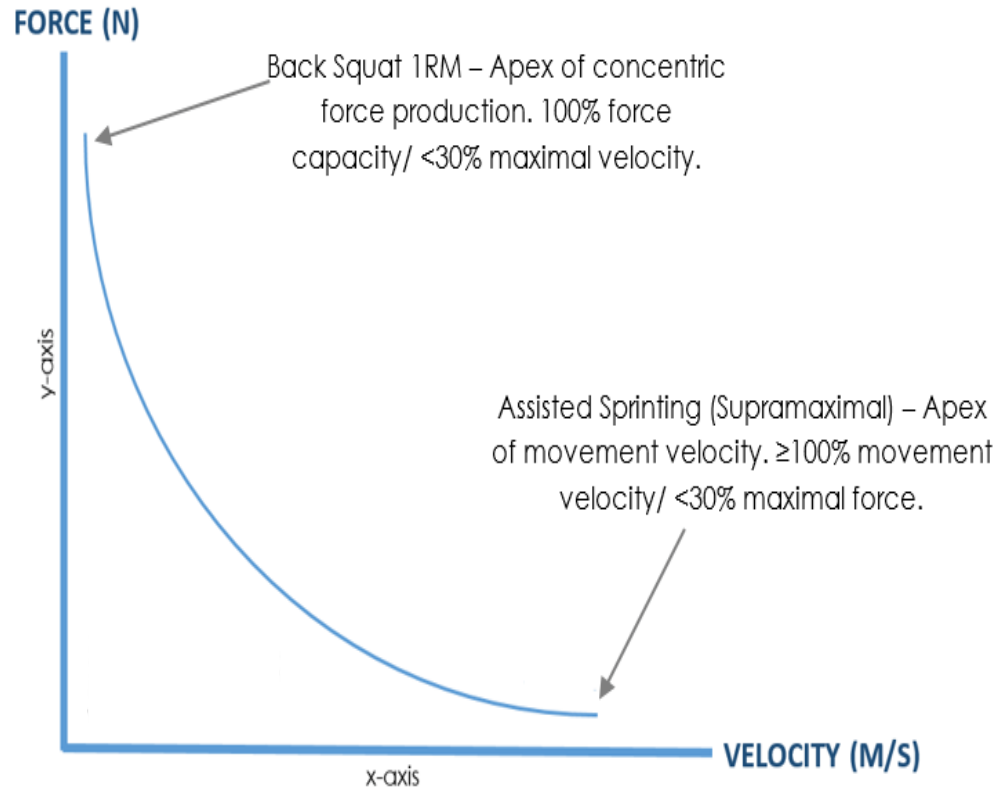 FORCE (N)
Back Squat 1RM – Apex of concentric
force production. 100% force
capacity/ <30% maximal velocity.
y-axis
Assisted Sprinting (Supramaximal) – Apex
of movement velocity. ≥100% movement
velocity/ <30% maximal force.
VELOCITY (M/S)
x-axis